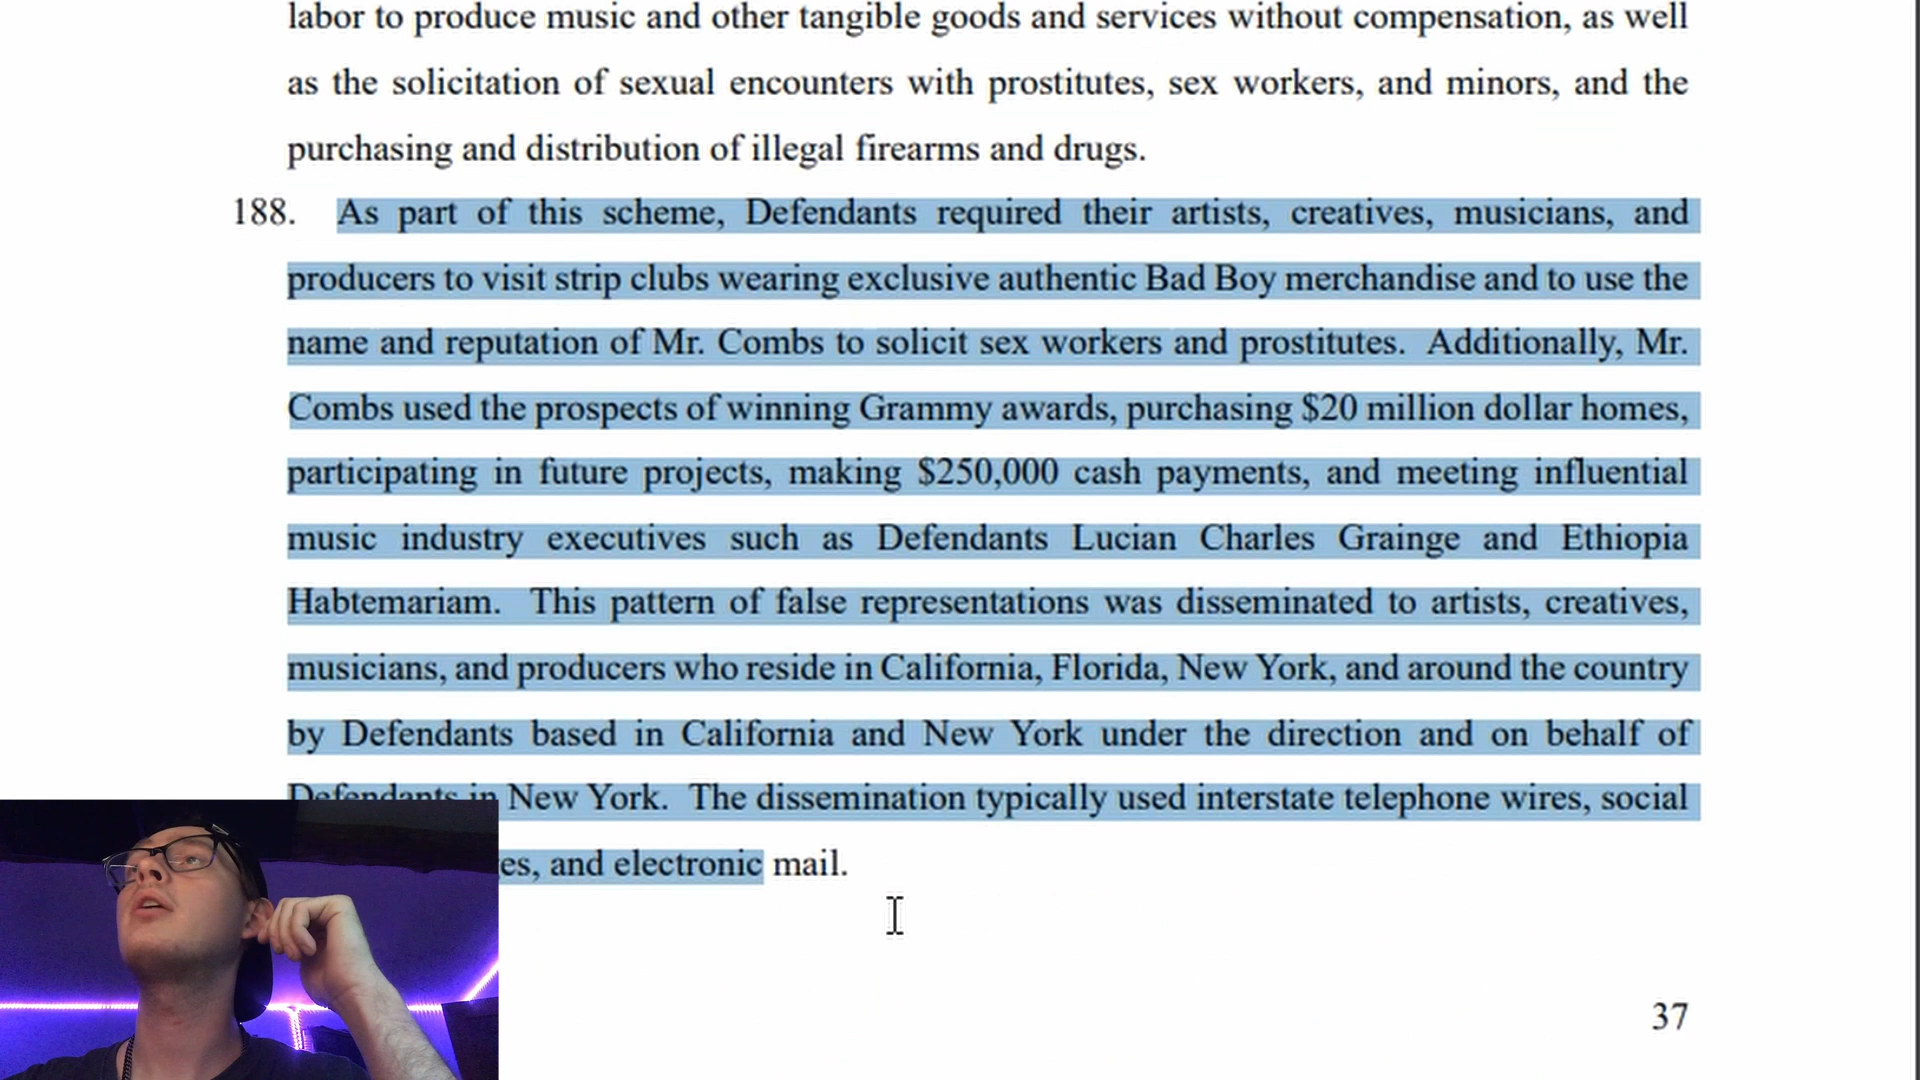 labor to produce music and other tangible goods and services without compensation, as well
as the solicitation of sexual encounters with prostitutes, sex workers, and minors, and the
purchasing and distribution of illegal firearms and drugs.
188. As part of this scheme, Defendants required their artists, creatives, musicians, and
producers to visit strip clubs wearing exclusive authentic Bad Boy merchandise and to use the
name and reputation of Mr. Combs to solicit sex workers and prostitutes. Additionally, Mr.
Combs used the prospects of winning Grammy awards, purchasing $20 million dollar homes,
participating in future projects, making $250,000 cash payments, and meeting influential
music industry executives such as Defendants Lucian Charles Grainge and Ethiopia
Habtemariam. This pattern of false representations was disseminated to artists, creatives,
musicians, and producers who reside in California, Florida, New York, and around the country
by Defendants based in California and New York under the direction and on behalf of
Defendants in New York. The dissemination typically used interstate telephone wires, social
es, and electronic mail.
37